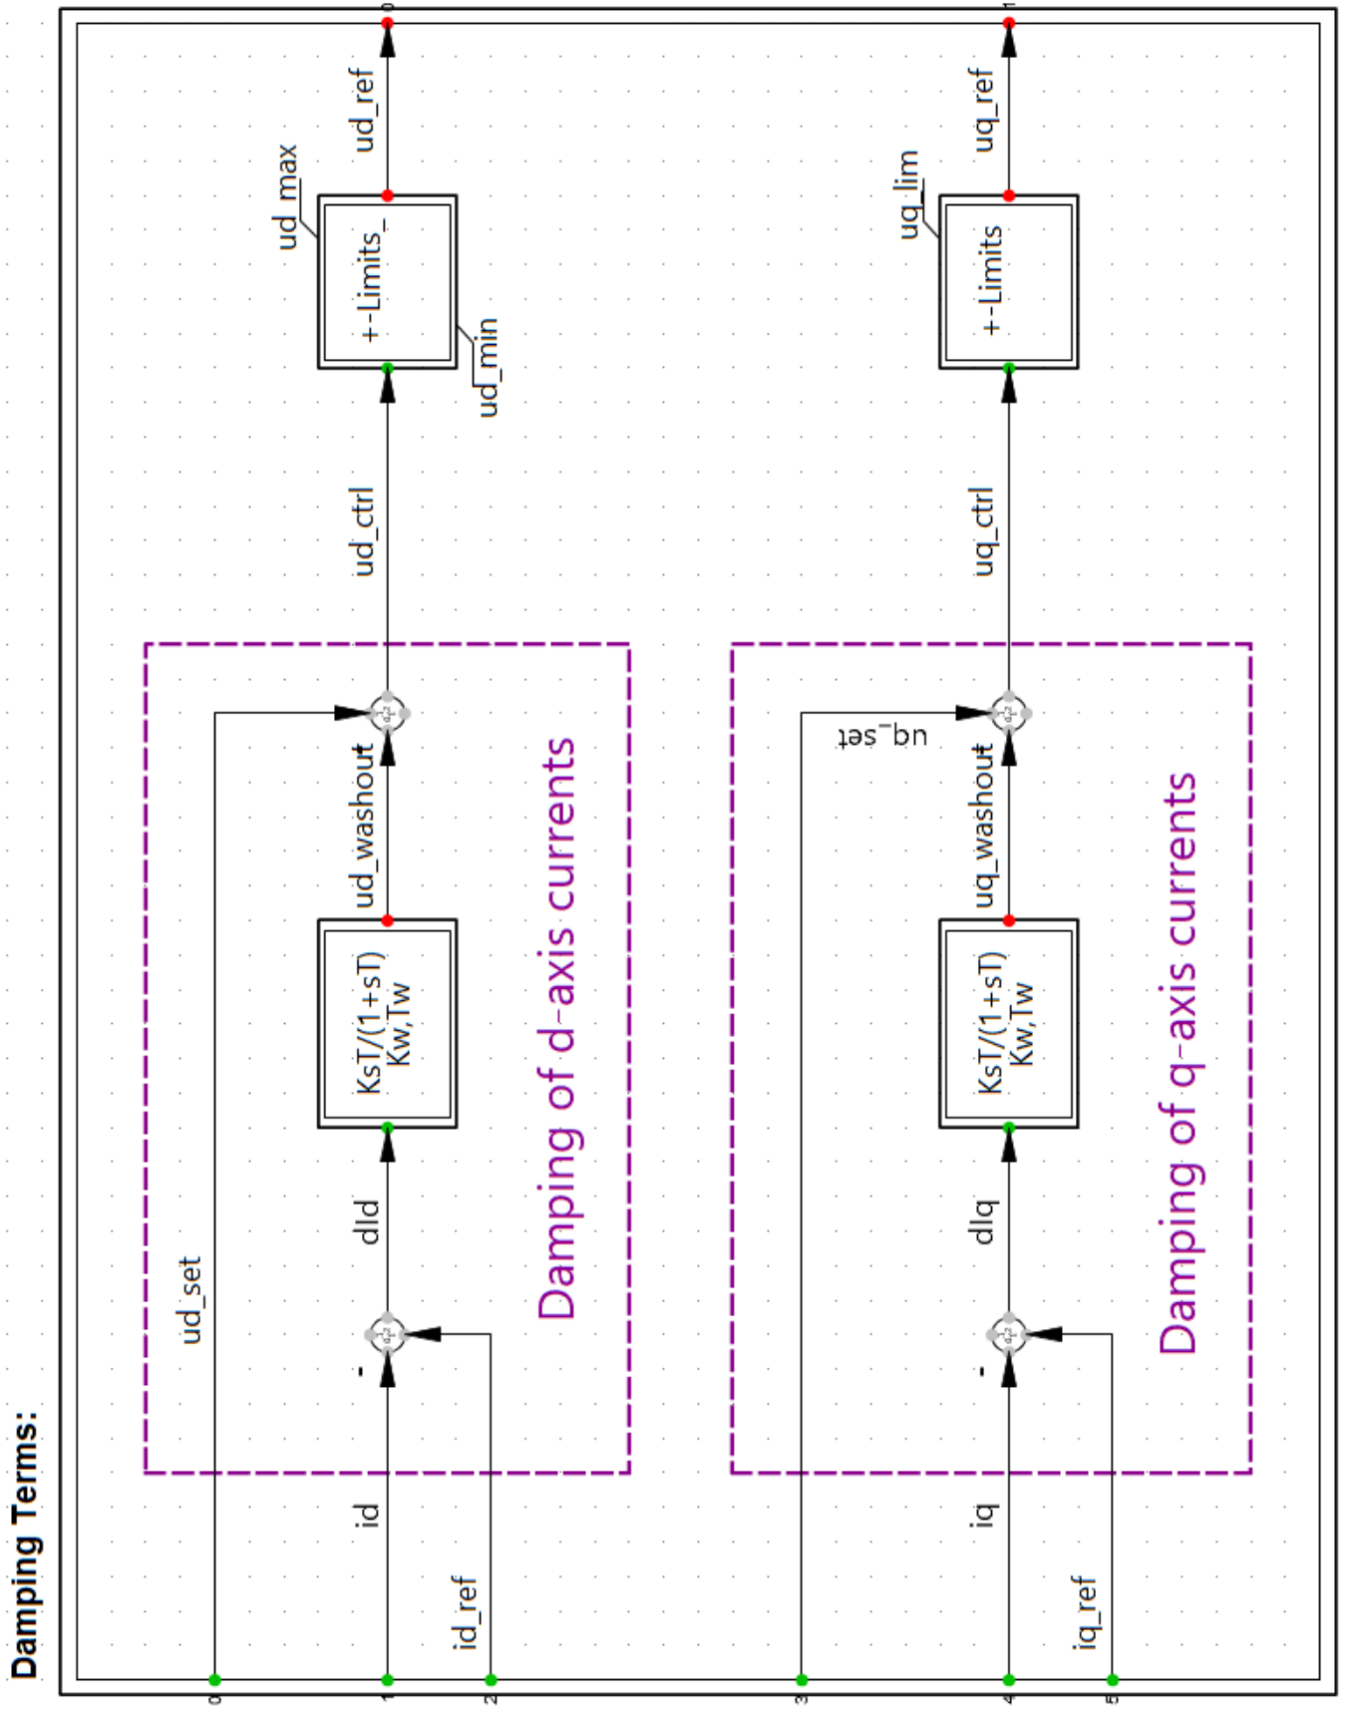 Damping Terms:
0
ud_set
ud_max
1
id
-
dId
KsT/(1+sT)
Kw,Tw
ud_washout
ud_ctrl
+-Limits_
ud_ref
0
2
id_ref
ud_min
Damping of d-axis currents
3
uq_set
uq_lim
4
iq
-
dIq
KsT/(1+sT)
Kw,Tw
uq_washout
uq_ctrl
+-Limits
uq_ref
1
5
iq_ref
Damping of q-axis currents